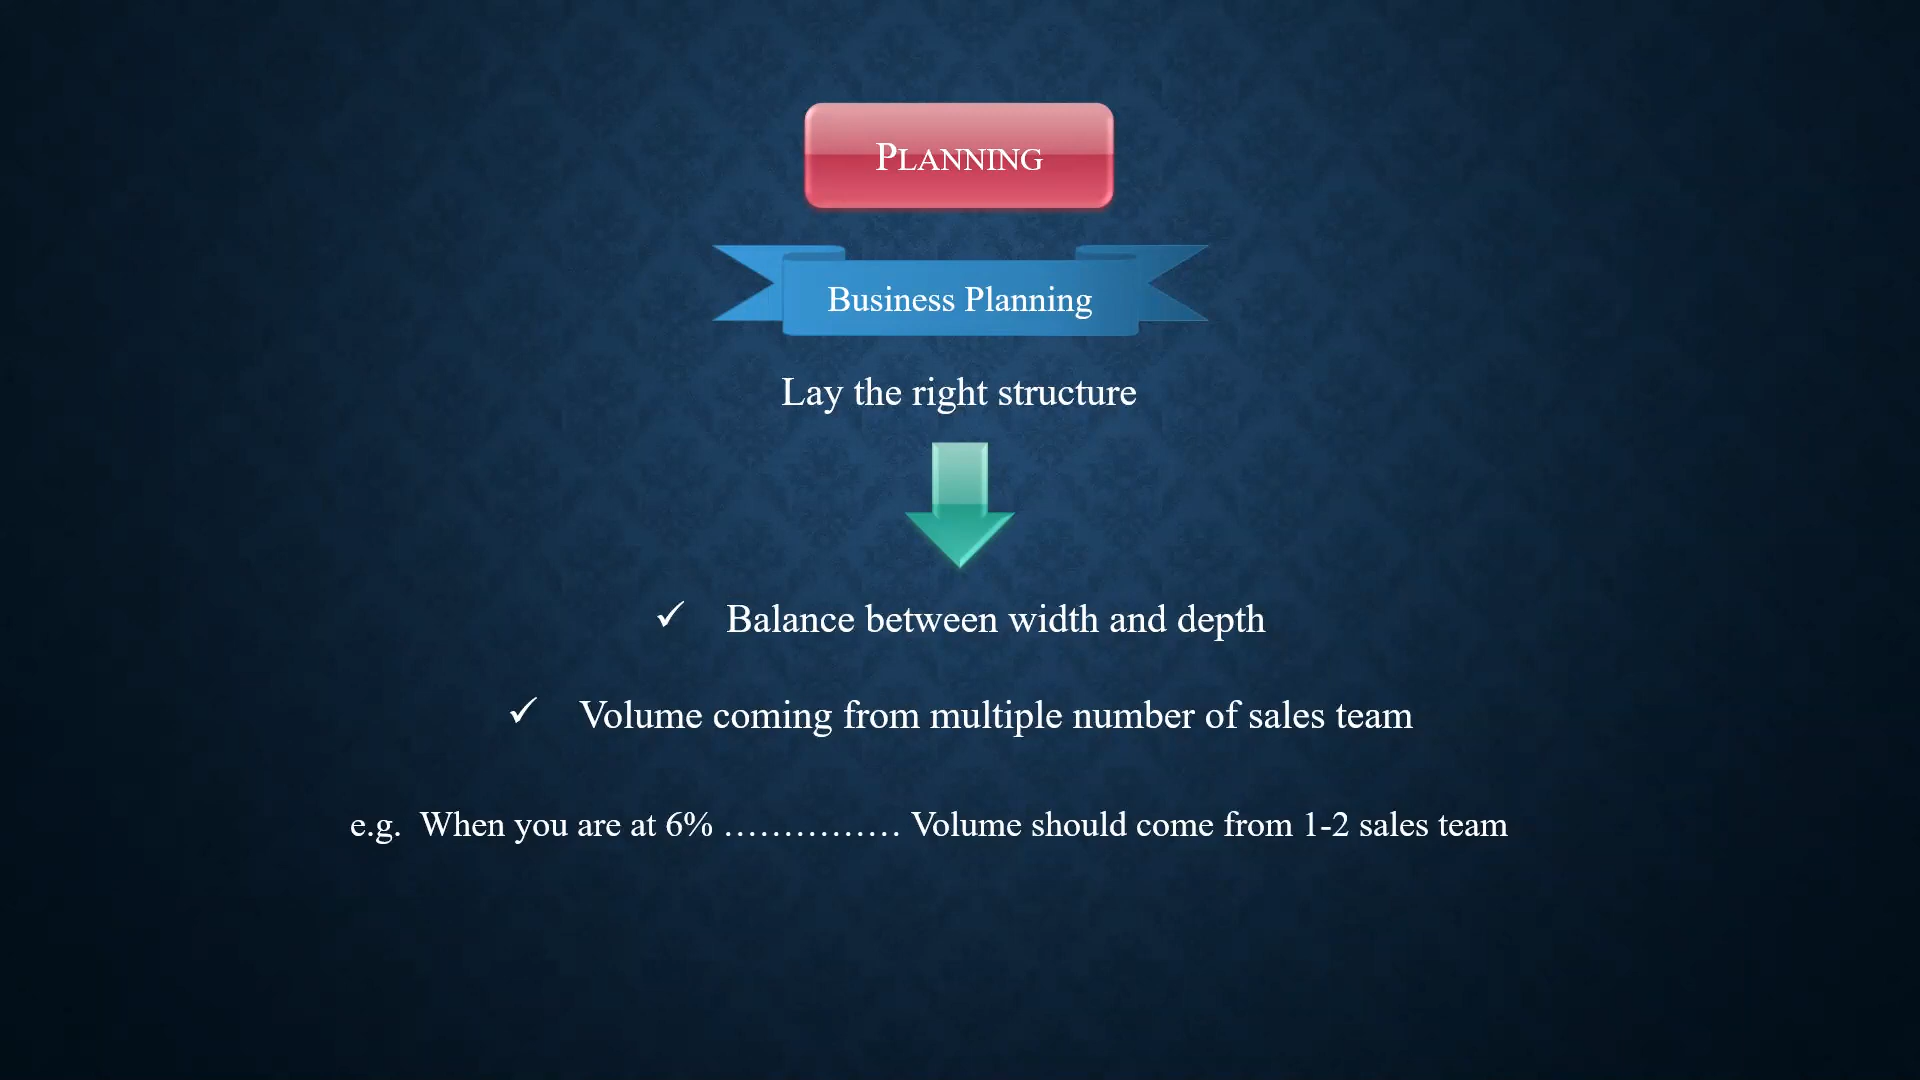 PLANNING
Business Planning
Lay the right structure
✓ Balance between width and depth
✓ Volume coming from multiple number of sales team
e.g. When you are at 6% …………… Volume should come from 1-2 sales team